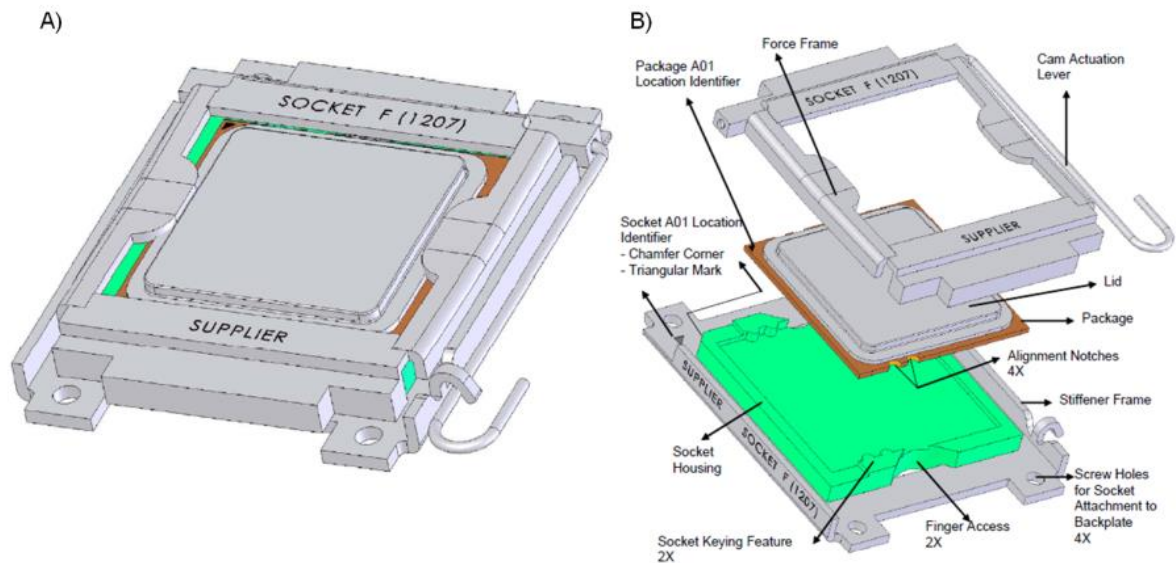 A)
SOCKET F (1207)
SUPPLIER
B)
Force Frame
Package A01
Location Identifier
Cam Actuation
Lever
SOCKET F (1207)
SUPPLIER
Socket A01 Location
Identifier
- Chamfer Corner
- Triangular Mark
Lid
Package
Alignment Notches
4X
Stiffener Frame
SUPPLIER SOCKET F (1207)
Socket
Housing
Screw Holes
for Socket
Attachment to
Backplate
4X
Finger Access
2X
Socket Keying Feature
2X